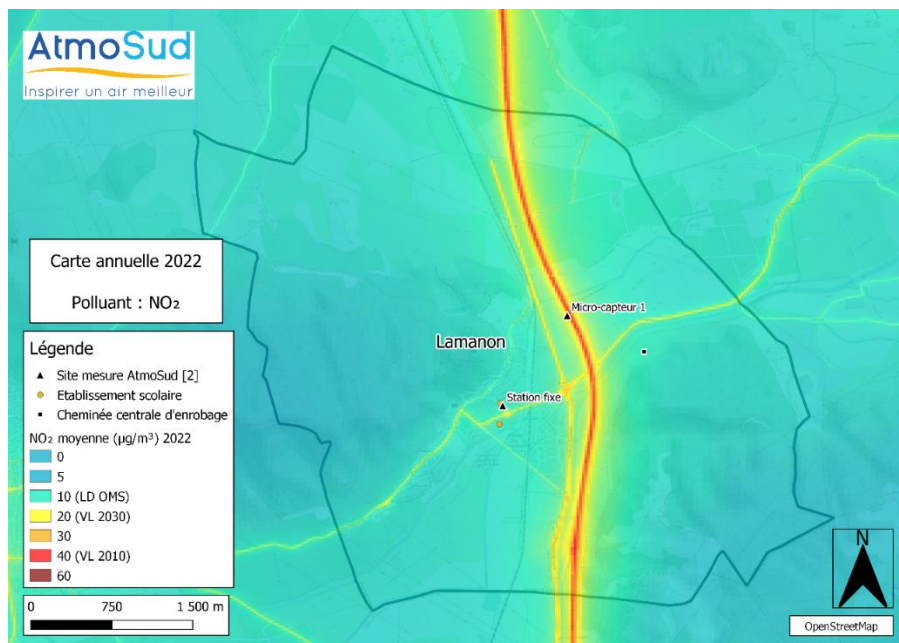 AtmoSud
Inspirer un air meilleur
Carte annuelle 2022
Polluant : NO₂
Légende
Site mesure AtmoSud [2]
Etablissement scolaire
Cheminée centrale d'enrobage
NO₂ moyenne (µg/m³) 2022
0
5
10 (LD OMS)
20 (VL 2030)
30
40 (VL 2010)
60
0 750 1 500 m
Micro-capteur 1
Lamanon
Station fixe
N
OpenStreetMap